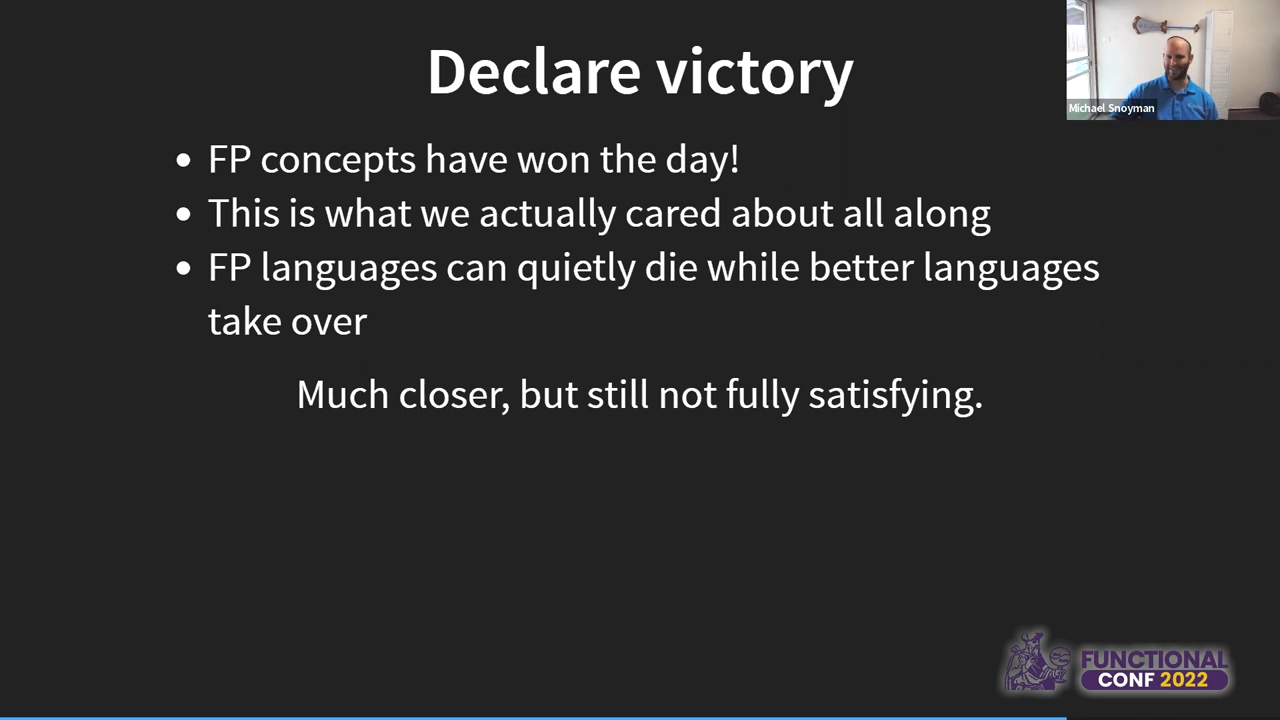 Declare victory
Michael Snoyman
• FP concepts have won the day!
• This is what we actually cared about all along
• FP languages can quietly die while better languages
take over
Much closer, but still not fully satisfying.
FUNCTIONAL
CONF 2022